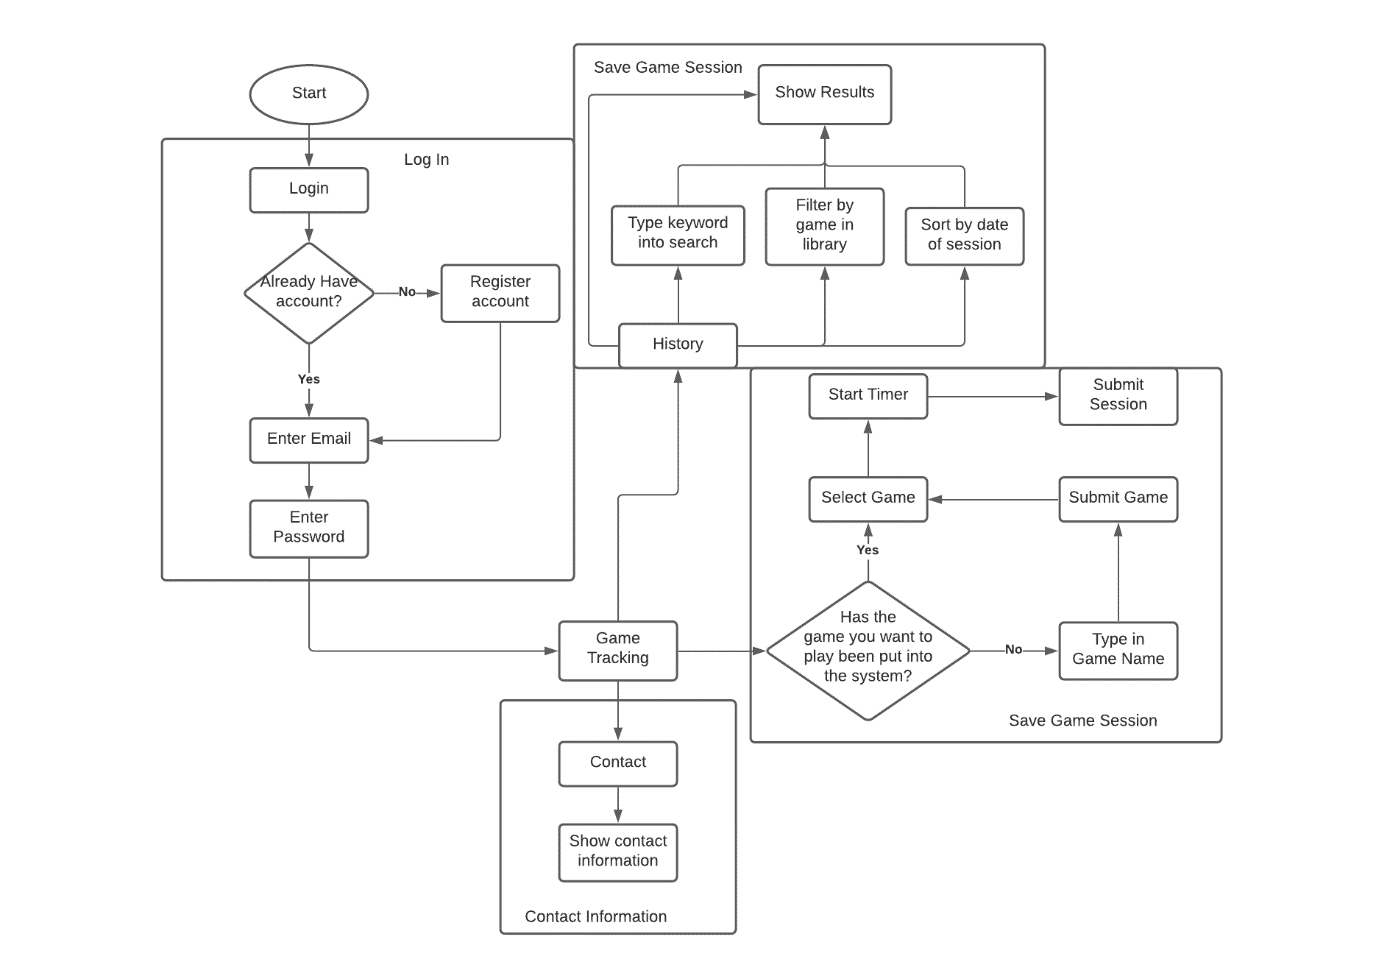 Start
Log In
Login
Already Have
account?
No
Register
account
Yes
Enter Email
Enter
Password
Save Game Session
Show Results
Type keyword
into search
Filter by
game in
library
Sort by date
of session
History
Start Timer
Submit
Session
Select Game
Submit Game
Yes
Has the
game you want to
play been put into
the system?
No
Type in
Game Name
Save Game Session
Game
Tracking
Contact
Show contact
information
Contact Information